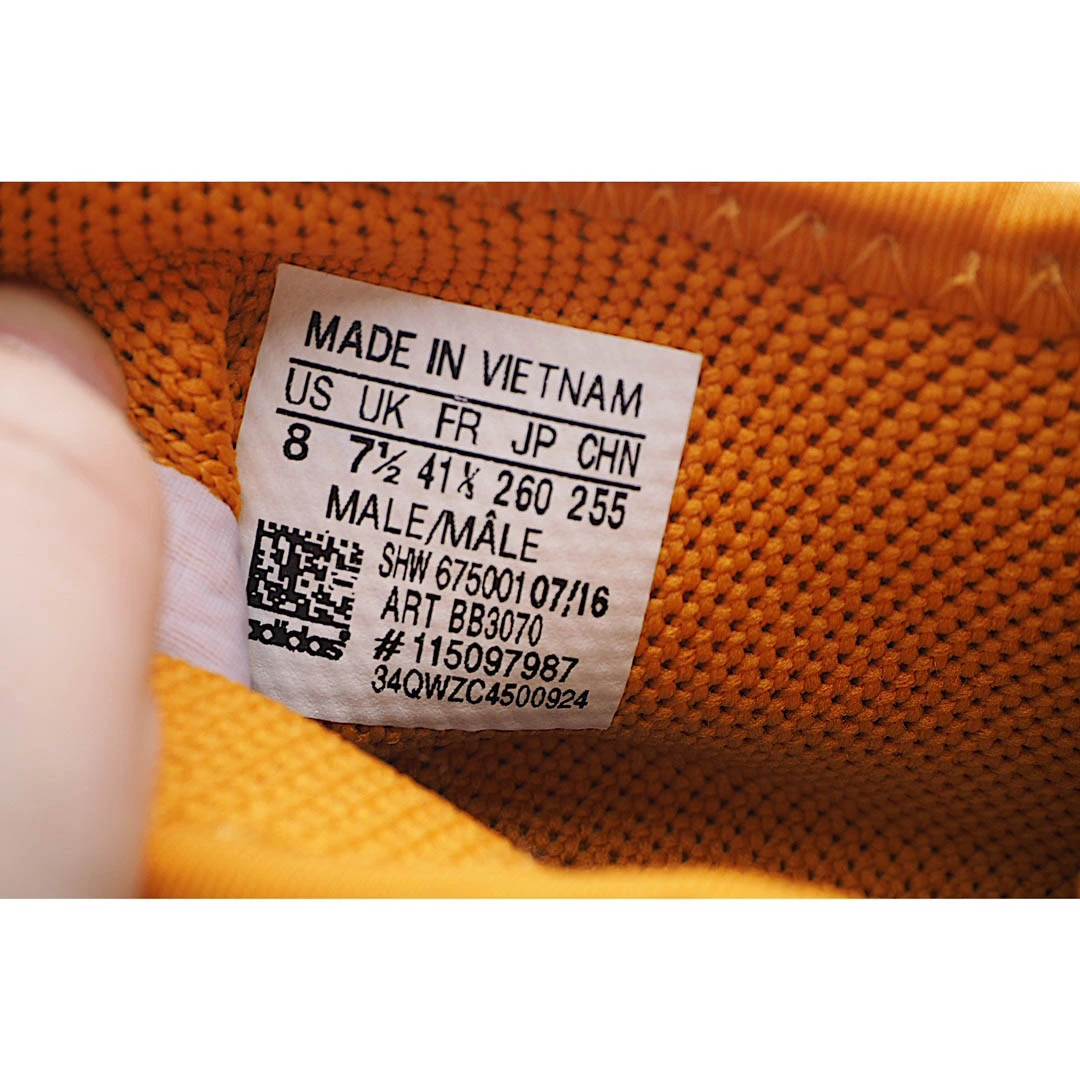 MADE IN VIETNAM
US UK FR JP CHN
8 7½ 41⅓ 260 255
MALE/MÂLE
SHW 675001 07/16
ART BB3070
# 115097987
34QWZC4500924
adidas